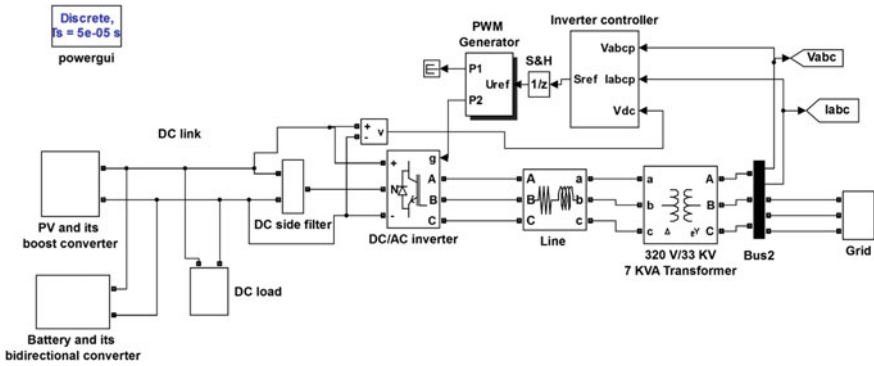 Discrete,
Ts = 5e-05 s
powergui
PWM
Generator
P1
P2
Uref
S&H
1/z
Inverter controller
Vabcp
Sref
Iabcp
Vdc
Vabc
Iabc
DC link
+
-
v
PV and its
boost converter
DC side filter
g
+
N
-
A
B
C
DC/AC inverter
A
B
C
a
b
c
Line
a
b
c
A
B
C
Δ
Y
320 V/33 KV
7 KVA Transformer
Bus2
Grid
DC load
Battery and its
bidirectional converter